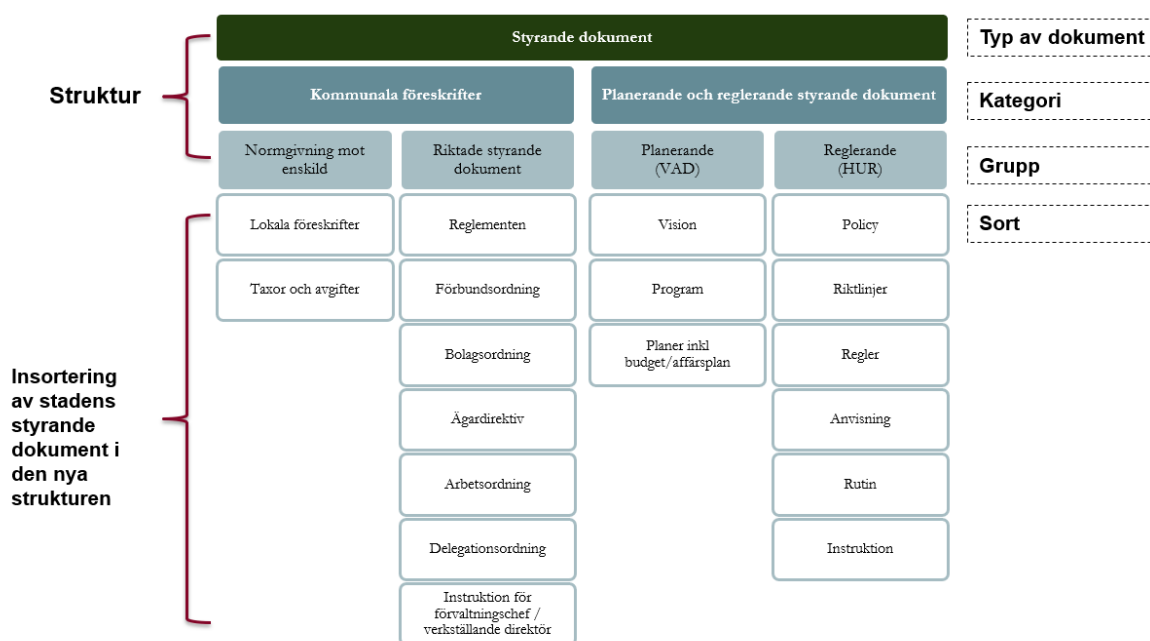 Styrande dokument
Typ av dokument
Struktur
Kommunala föreskrifter
Planerande och reglerande styrande dokument
Kategori
Normgivning mot
enskild
Riktade styrande
dokument
Planerande
(VAD)
Reglerande
(HUR)
Grupp
Lokala föreskrifter
Reglementen
Vision
Policy
Sort
Taxor och avgifter
Förbundsordning
Program
Riktlinjer
Bolagsordning
Planer inkl
budget/affärsplan
Regler
Insortering
av stadens
styrande
dokument i
den nya
strukturen
Ägardirektiv
Anvisning
Arbetsordning
Rutin
Delegationsordning
Instruktion
Instruktion för
förvaltningschef /
verkställande direktör